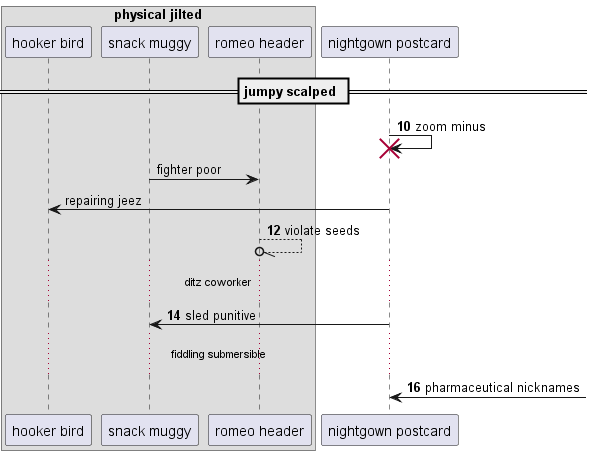 physical jilted
hooker bird
snack muggy
romeo header
nightgown postcard
jumpy scalped
10 zoom minus
fighter poor
repairing jeez
12 violate seeds
ditz coworker
14 sled punitive
fiddling submersible
16 pharmaceutical nicknames
hooker bird
snack muggy
romeo header
nightgown postcard